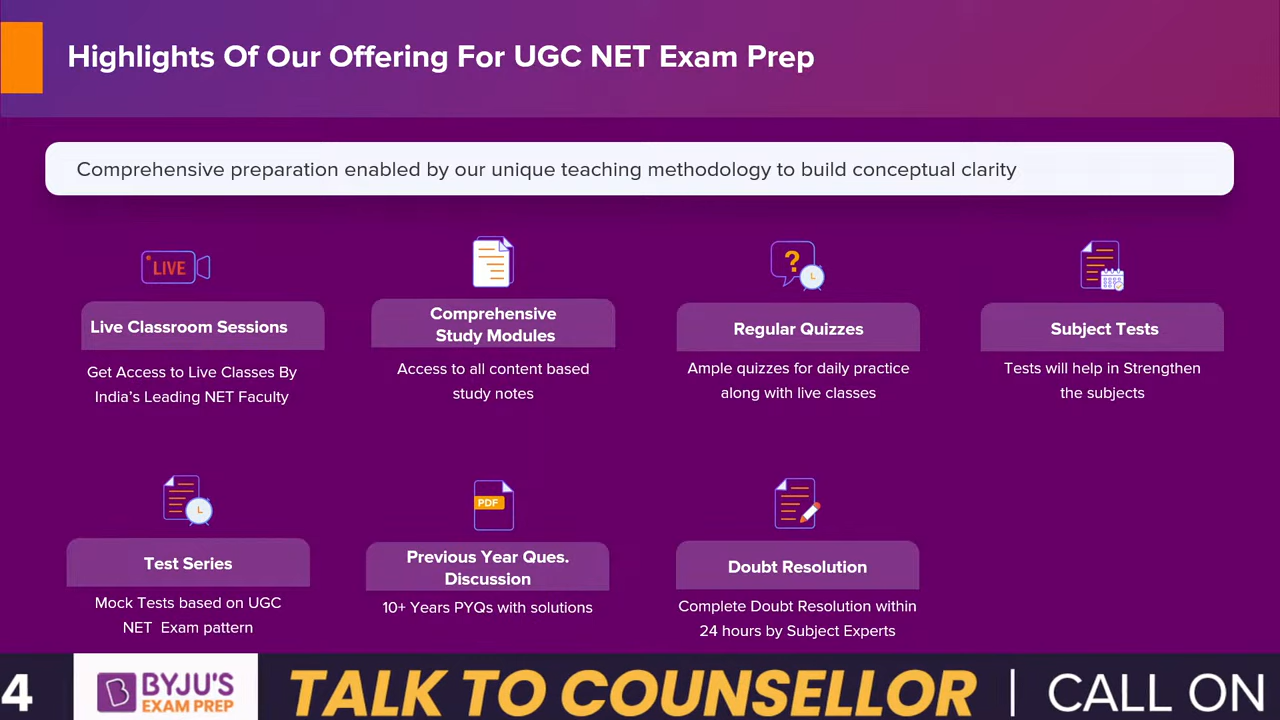 Highlights Of Our Offering For UGC NET Exam Prep
Comprehensive preparation enabled by our unique teaching methodology to build conceptual clarity
LIVE
Live Classroom Sessions
Get Access to Live Classes By
India's Leading NET Faculty
Comprehensive
Study Modules
Access to all content based
study notes
?
Regular Quizzes
Ample quizzes for daily practice
along with live classes
Subject Tests
Tests will help in Strengthen
the subjects
Test Series
Mock Tests based on UGC
NET Exam pattern
PDF
Previous Year Ques.
Discussion
10+ Years PYQs with solutions
Doubt Resolution
Complete Doubt Resolution within
24 hours by Subject Experts
4
BYJU'S
EXAM PREP
TALK TO COUNSELLOR | CALL ON